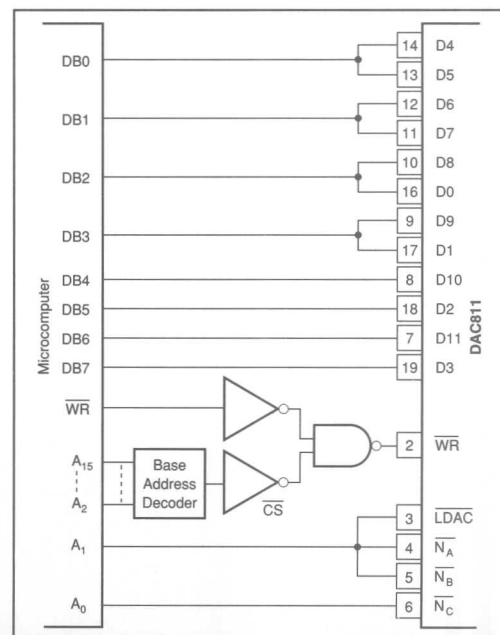 Microcomputer
DAC811
DB0 14 D4
13 D5
DB1 12 D6
11 D7
DB2 10 D8
16 D0
DB3 9 D9
17 D1
DB4 8 D10
DB5 18 D2
DB6 7 D11
DB7 19 D3
WR
2 WR
A15
A2
Base
Address
Decoder
CS
3 LDAC
A1 4 NA
5 NB
A0 6 NC